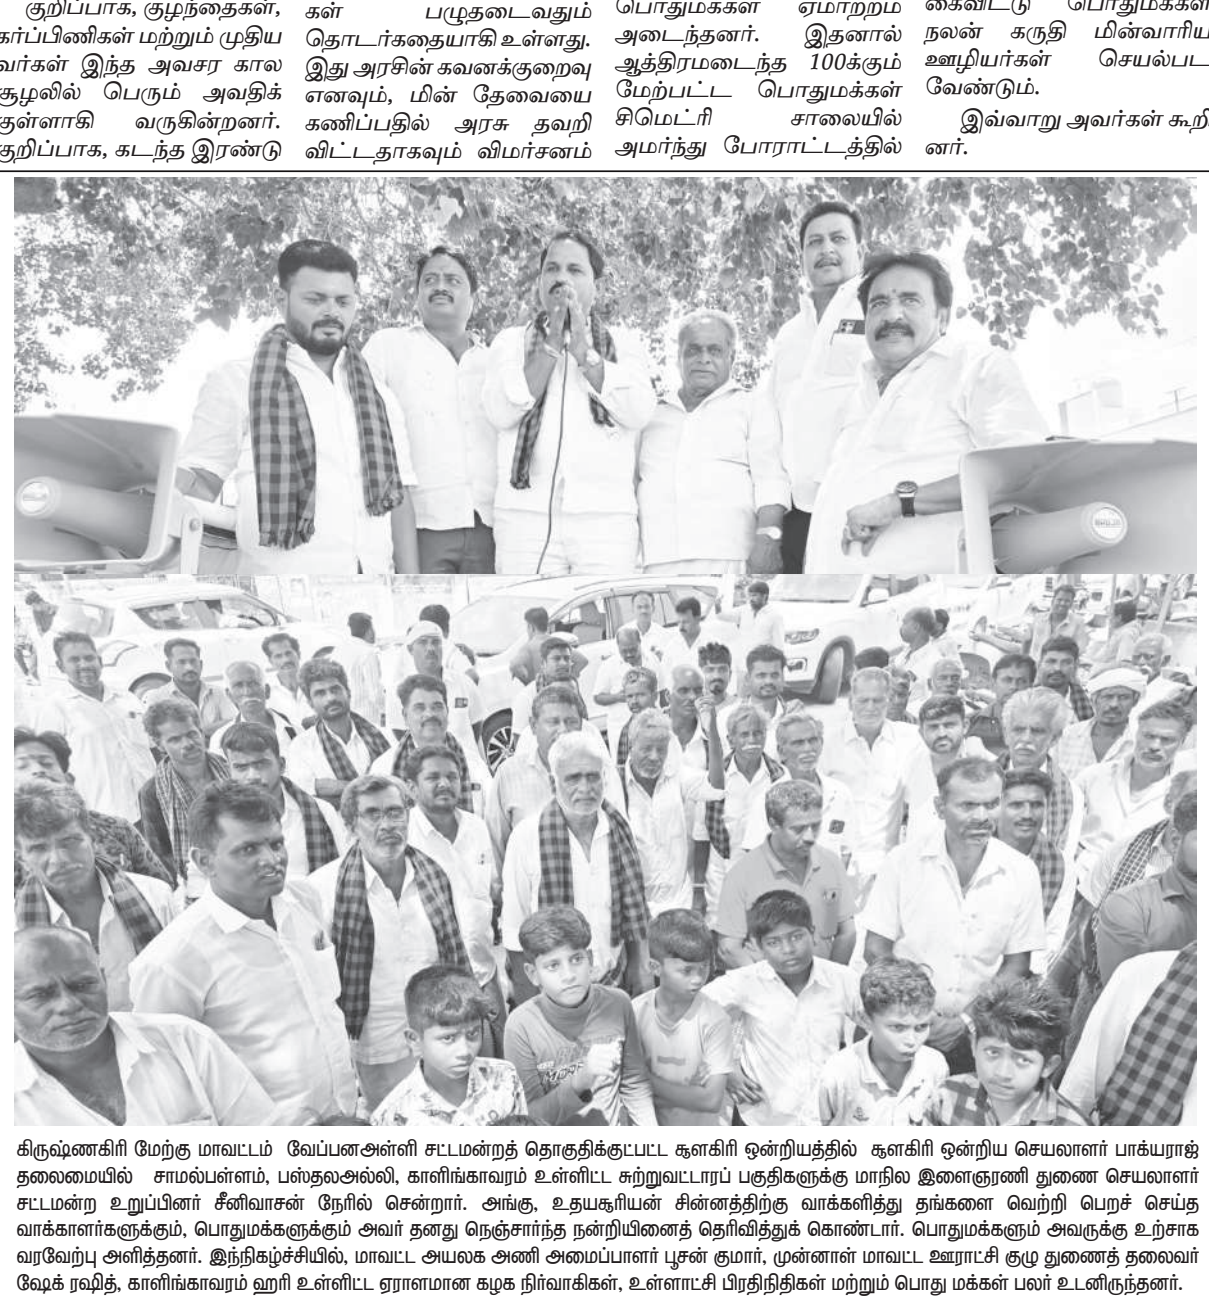 குறிப்பாக, குழந்தைகள்,
கர்ப்பிணிகள் மற்றும் முதிய
வர்கள் இந்த அவசர கால
சூழலில் பெரும் அவதிக்
குள்ளாகி வருகின்றனர்.
குறிப்பாக, கடந்த இரண்டு
கள் பழுதடைவதும்
தொடர்கதையாகி உள்ளது.
இது அரசின் கவனக்குறைவு
எனவும், மின் தேவையை
கணிப்பதில் அரசு தவறி
விட்டதாகவும் விமர்சனம்
பொதுமக்கள் ஏமாற்றம்
அடைந்தனர். இதனால்
ஆத்திரமடைந்த 100க்கும்
மேற்பட்ட பொதுமக்கள்
சிமெட்ரி சாலையில்
அமர்ந்து போராட்டத்தில்
கைவிட்டு பொதுமக்கள்
நலன் கருதி மின்வாரிய
ஊழியர்கள் செயல்பட
வேண்டும்.
இவ்வாறு அவர்கள் கூறி
னர்.
கிருஷ்ணகிரி மேற்கு மாவட்டம் வேப்பனஅள்ளி சட்டமன்றத் தொகுதிக்குட்பட்ட சூளகிரி ஒன்றியத்தில் சூளகிரி ஒன்றிய செயலாளர் பாக்யராஜ்
தலைமையில் சாமல்பள்ளம், பஸ்தலஅல்லி, காளிங்காவரம் உள்ளிட்ட சுற்றுவட்டாரப் பகுதிகளுக்கு மாநில இளைஞரணி துணை செயலாளர்
சட்டமன்ற உறுப்பினர் சீனிவாசன் நேரில் சென்றார். அங்கு, உதயசூரியன் சின்னத்திற்கு வாக்களித்து தங்களை வெற்றி பெறச் செய்த
வாக்காளர்களுக்கும், பொதுமக்களுக்கும் அவர் தனது நெஞ்சார்ந்த நன்றியினைத் தெரிவித்துக் கொண்டார். பொதுமக்களும் அவருக்கு உற்சாக
வரவேற்பு அளித்தனர். இந்நிகழ்ச்சியில், மாவட்ட அயலக அணி அமைப்பாளர் பூசன் குமார், முன்னாள் மாவட்ட ஊராட்சி குழு துணைத் தலைவர்
ஷேக் ரஷித், காளிங்காவரம் ஹரி உள்ளிட்ட ஏராளமான கழக நிர்வாகிகள், உள்ளாட்சி பிரதிநிதிகள் மற்றும் பொது மக்கள் பலர் உடனிருந்தனர்.